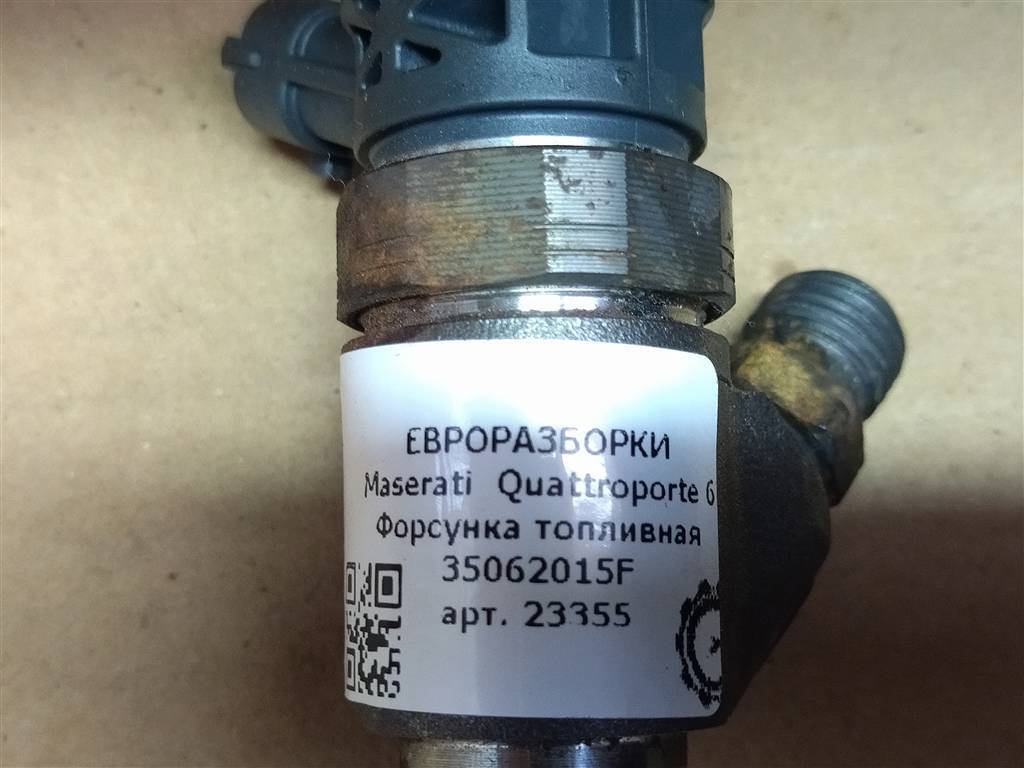 ЕВРОРАЗБОРКИ
Maserati Quattroporte 6
Форсунка топливная
35062015F
арт. 23355